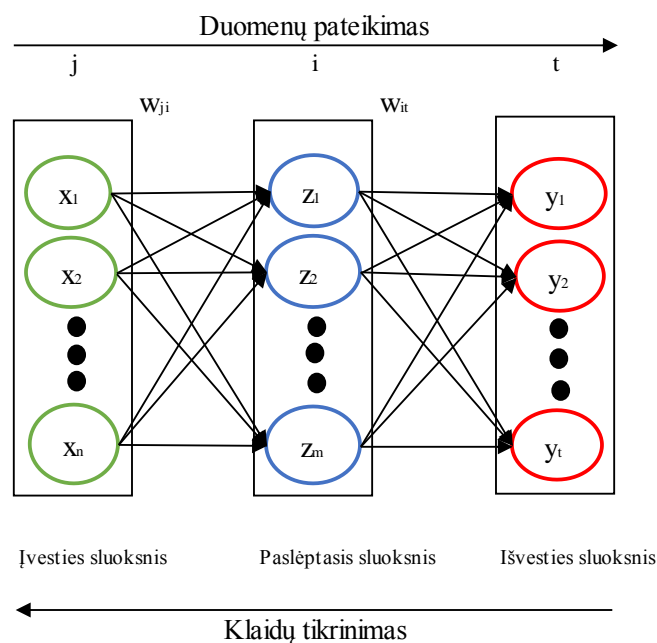 Duomenų pateikimas
j i t
wji wit
x1 z1 y1
x2 z2 y2
xn zm yt
Įvesties sluoksnis Paslėptasis sluoksnis Išvesties sluoksnis
Klaidų tikrinimas